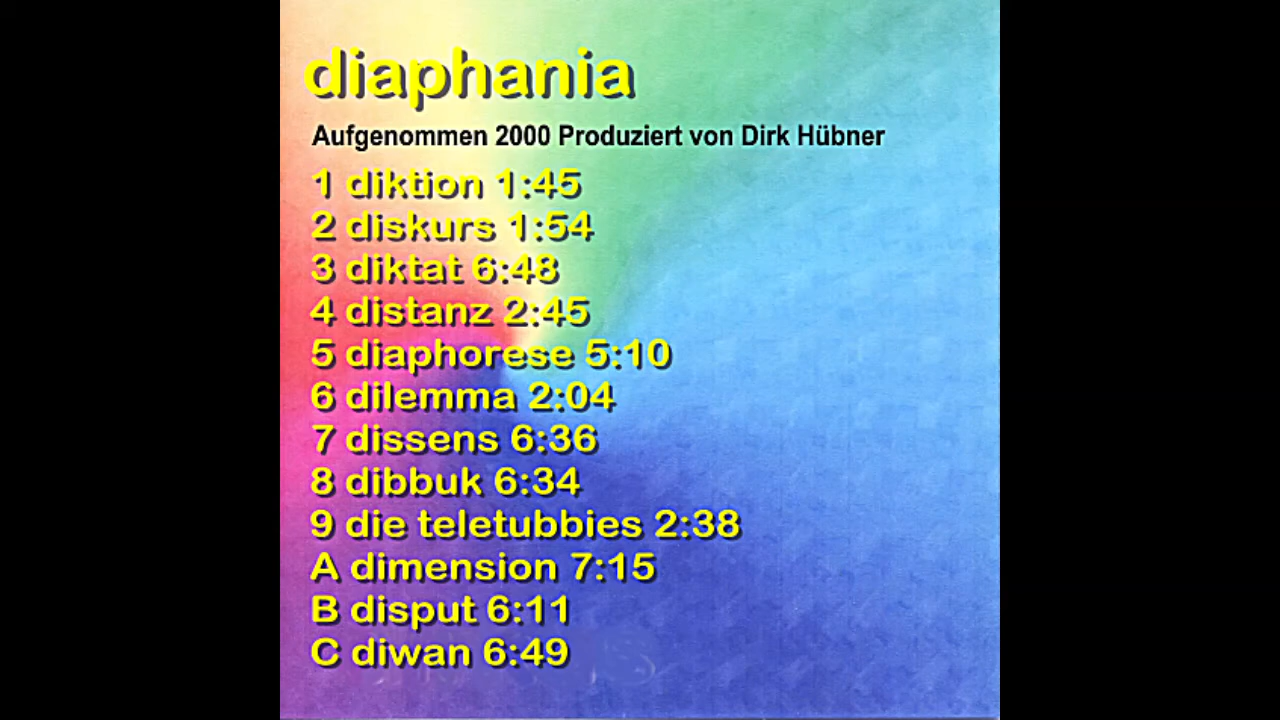 diaphania
Aufgenommen 2000 Produziert von Dirk Hübner
1 diktion 1:45
2 diskurs 1:54
3 diktat 6:48
4 distanz 2:45
5 diaphorese 5:10
6 dilemma 2:04
7 dissens 6:36
8 dibbuk 6:34
9 die teletubbies 2:38
A dimension 7:15
B disput 6:11
C diwan 6:49